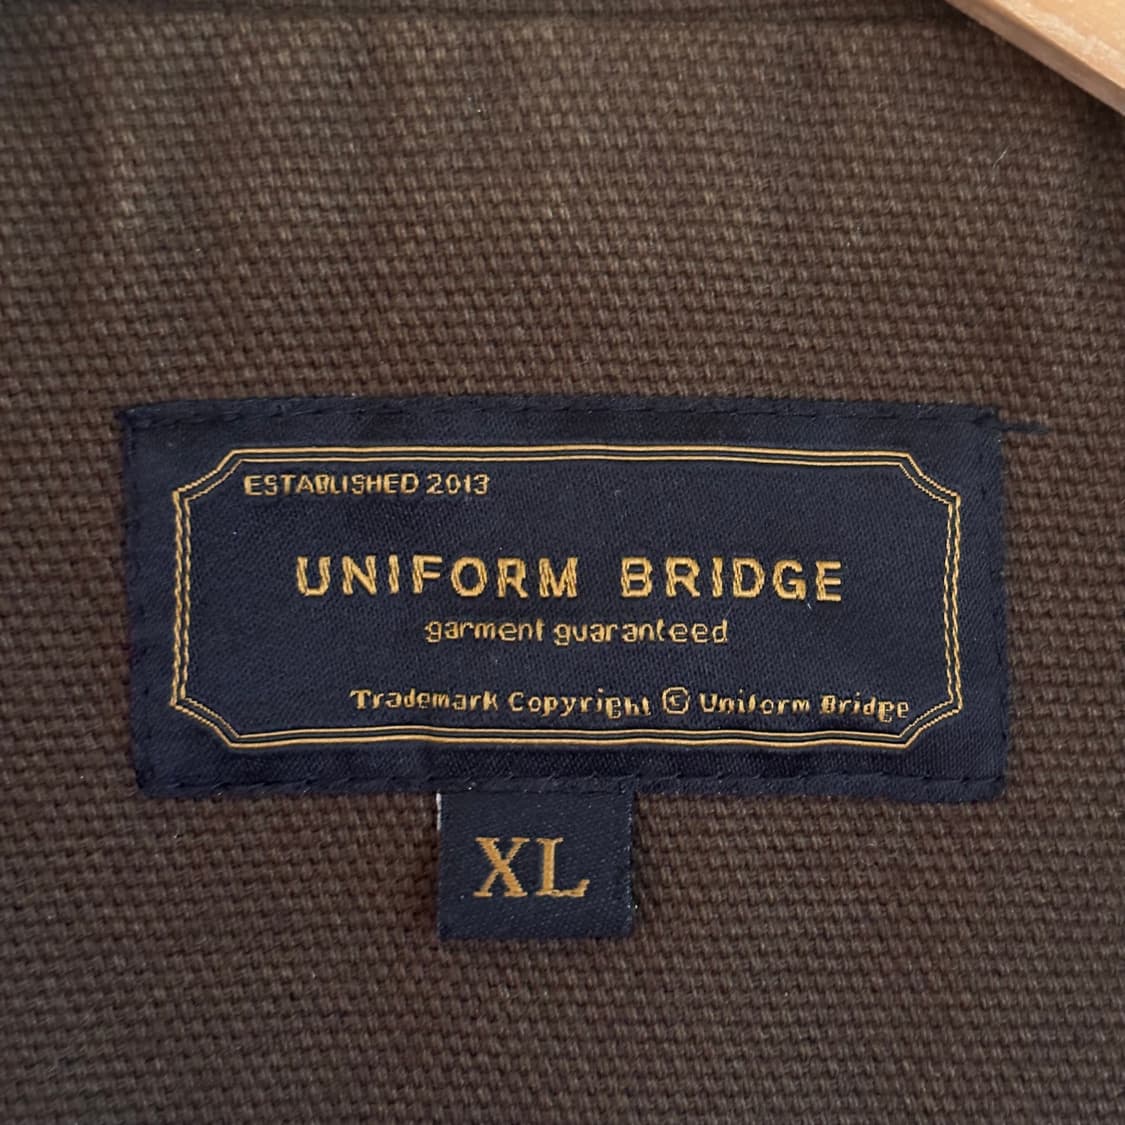 ESTABLISHED 2013
UNIFORM BRIDGE
garment guaranteed
Trademark Copyright © Uniform Bridge
XL